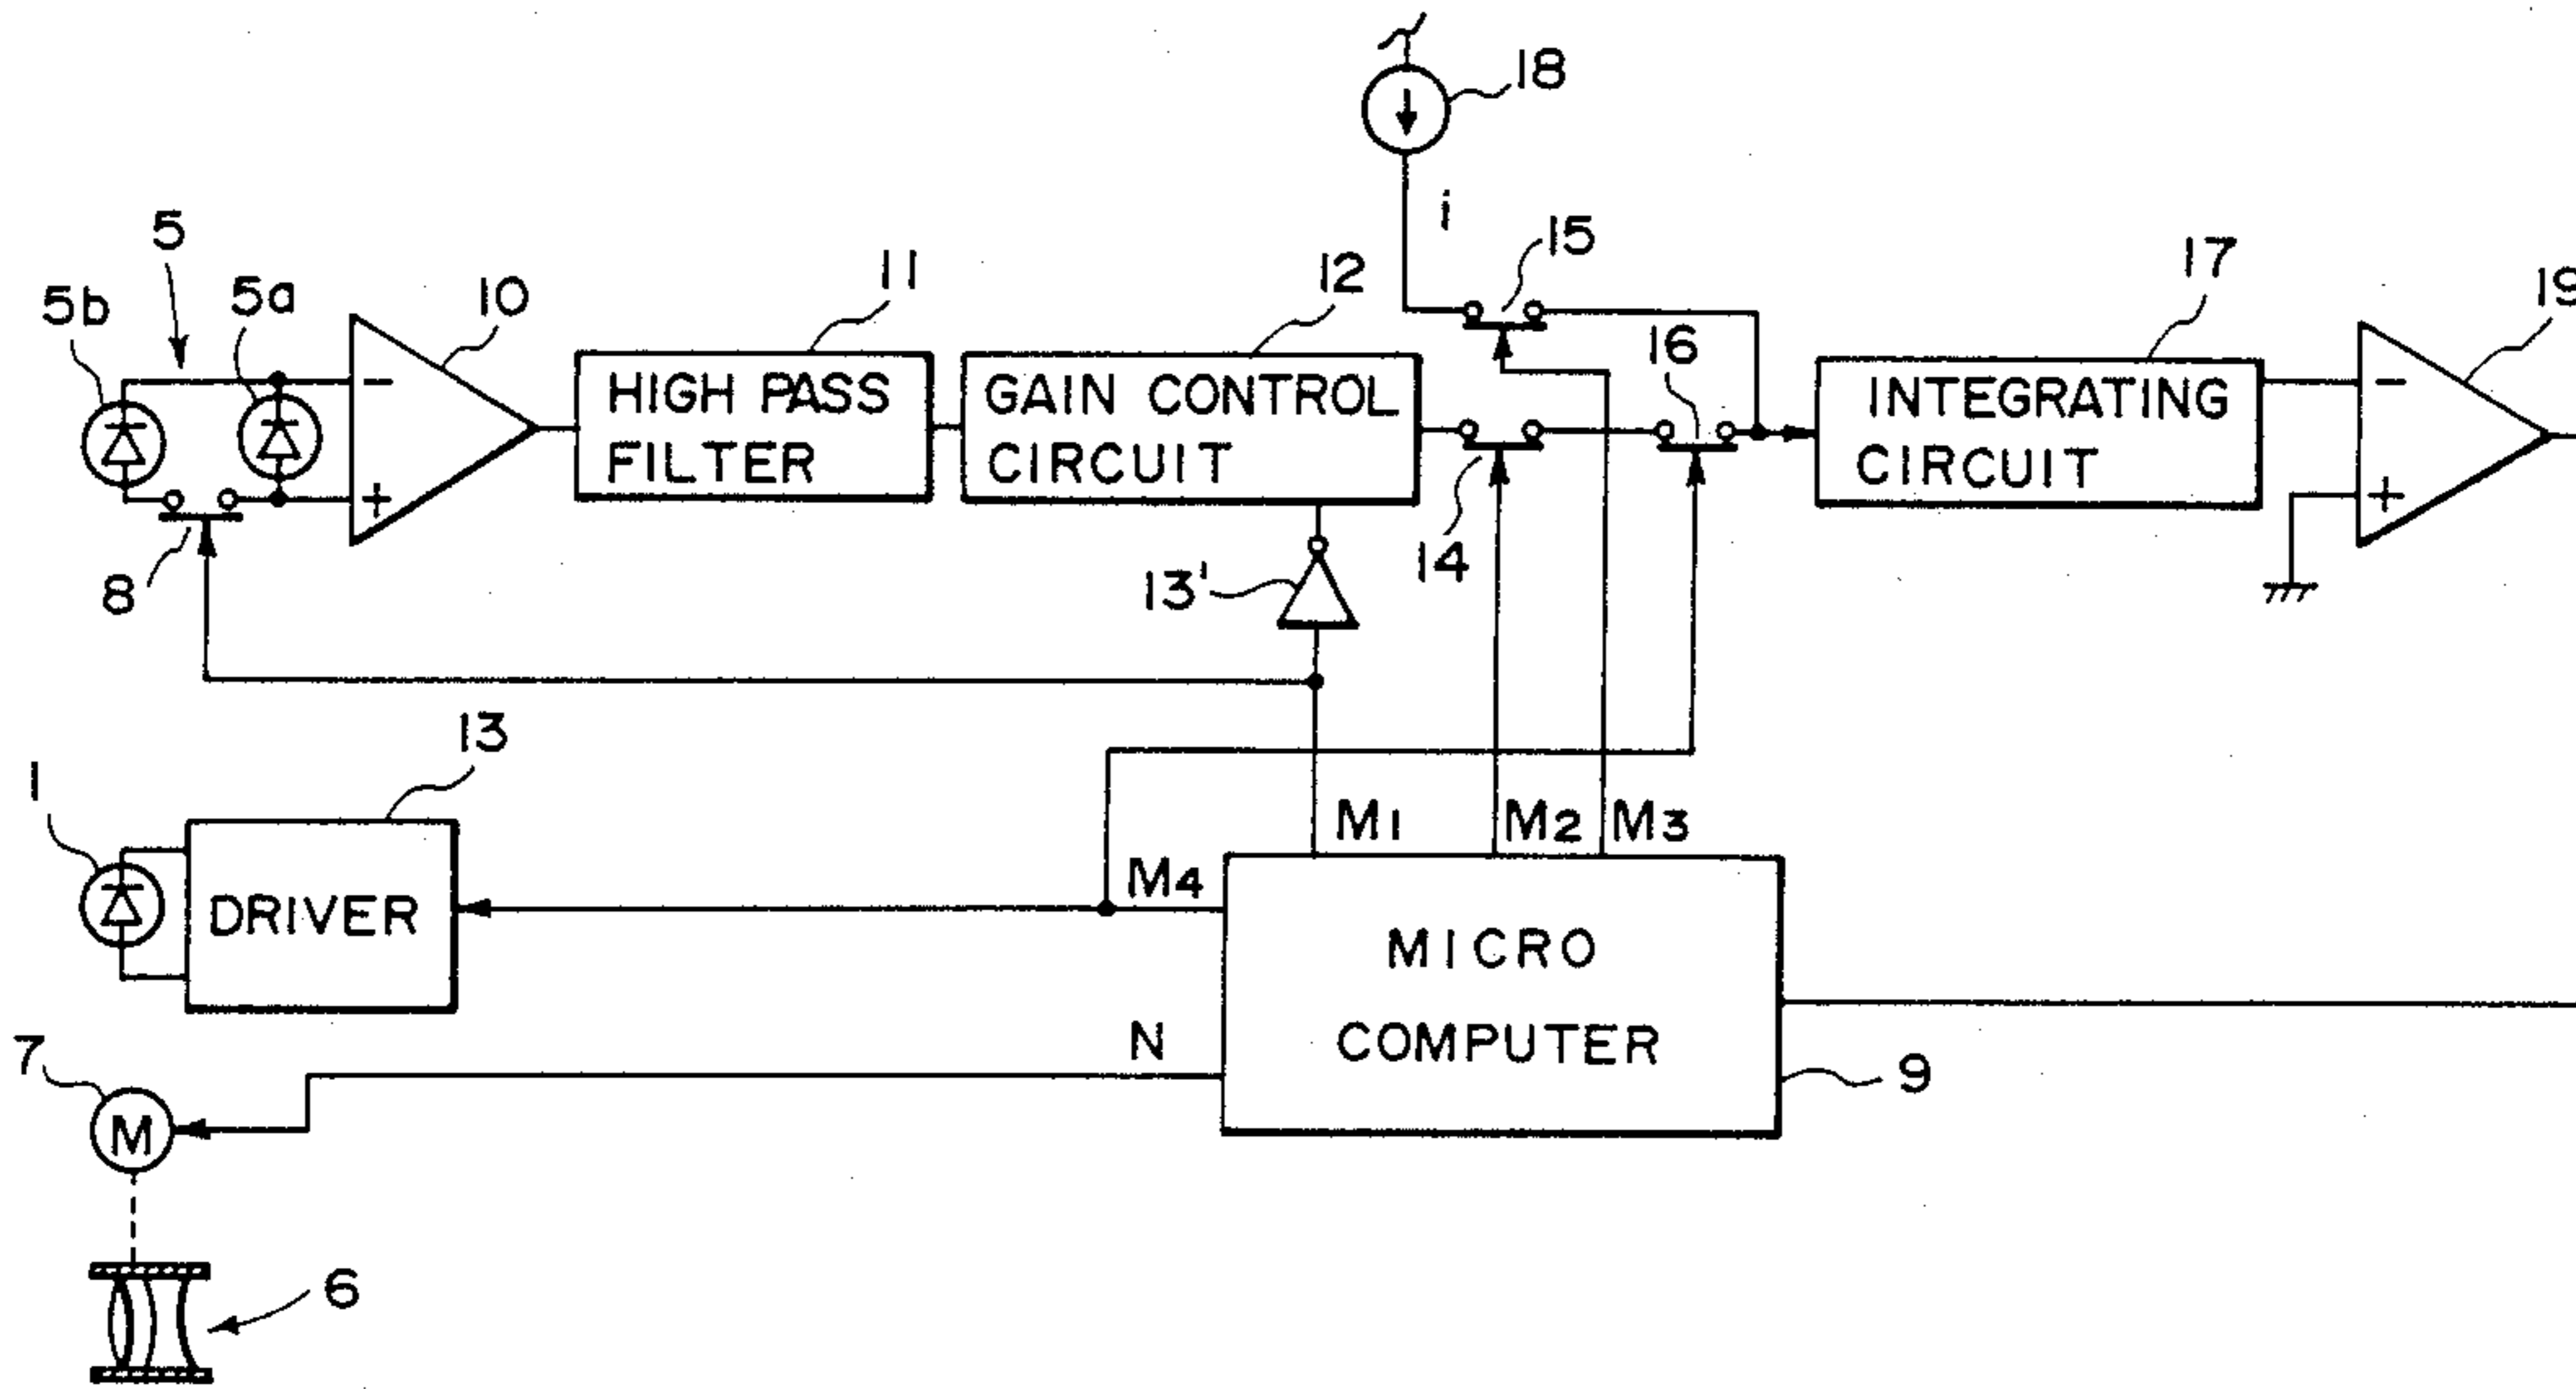 18
i
15
5
5b
5a
10
11
12
16
17
19
−
+
HIGH PASS
FILTER
GAIN CONTROL
CIRCUIT
INTEGRATING
CIRCUIT
−
+
8
13'
14
13
1
DRIVER
M4
M1
M2
M3
MICRO
COMPUTER
N
9
7
M
6